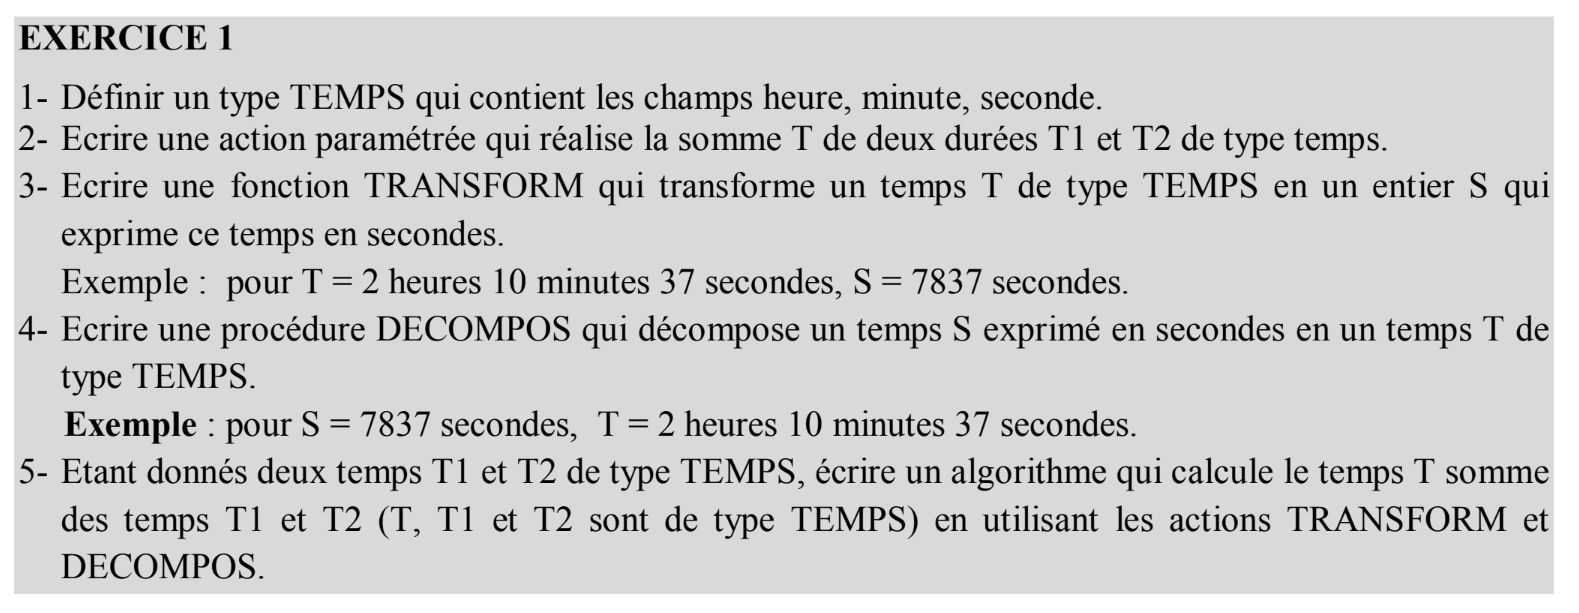 EXERCICE 1
1- Définir un type TEMPS qui contient les champs heure, minute, seconde.
2- Ecrire une action paramétrée qui réalise la somme T de deux durées T1 et T2 de type temps.
3- Ecrire une fonction TRANSFORM qui transforme un temps T de type TEMPS en un entier S qui
exprime ce temps en secondes.
Exemple : pour T = 2 heures 10 minutes 37 secondes, S = 7837 secondes.
4- Ecrire une procédure DECOMPOS qui décompose un temps S exprimé en secondes en un temps T de
type TEMPS.
Exemple : pour S = 7837 secondes, T = 2 heures 10 minutes 37 secondes.
5- Etant donnés deux temps T1 et T2 de type TEMPS, écrire un algorithme qui calcule le temps T somme
des temps T1 et T2 (T, T1 et T2 sont de type TEMPS) en utilisant les actions TRANSFORM et
DECOMPOS.